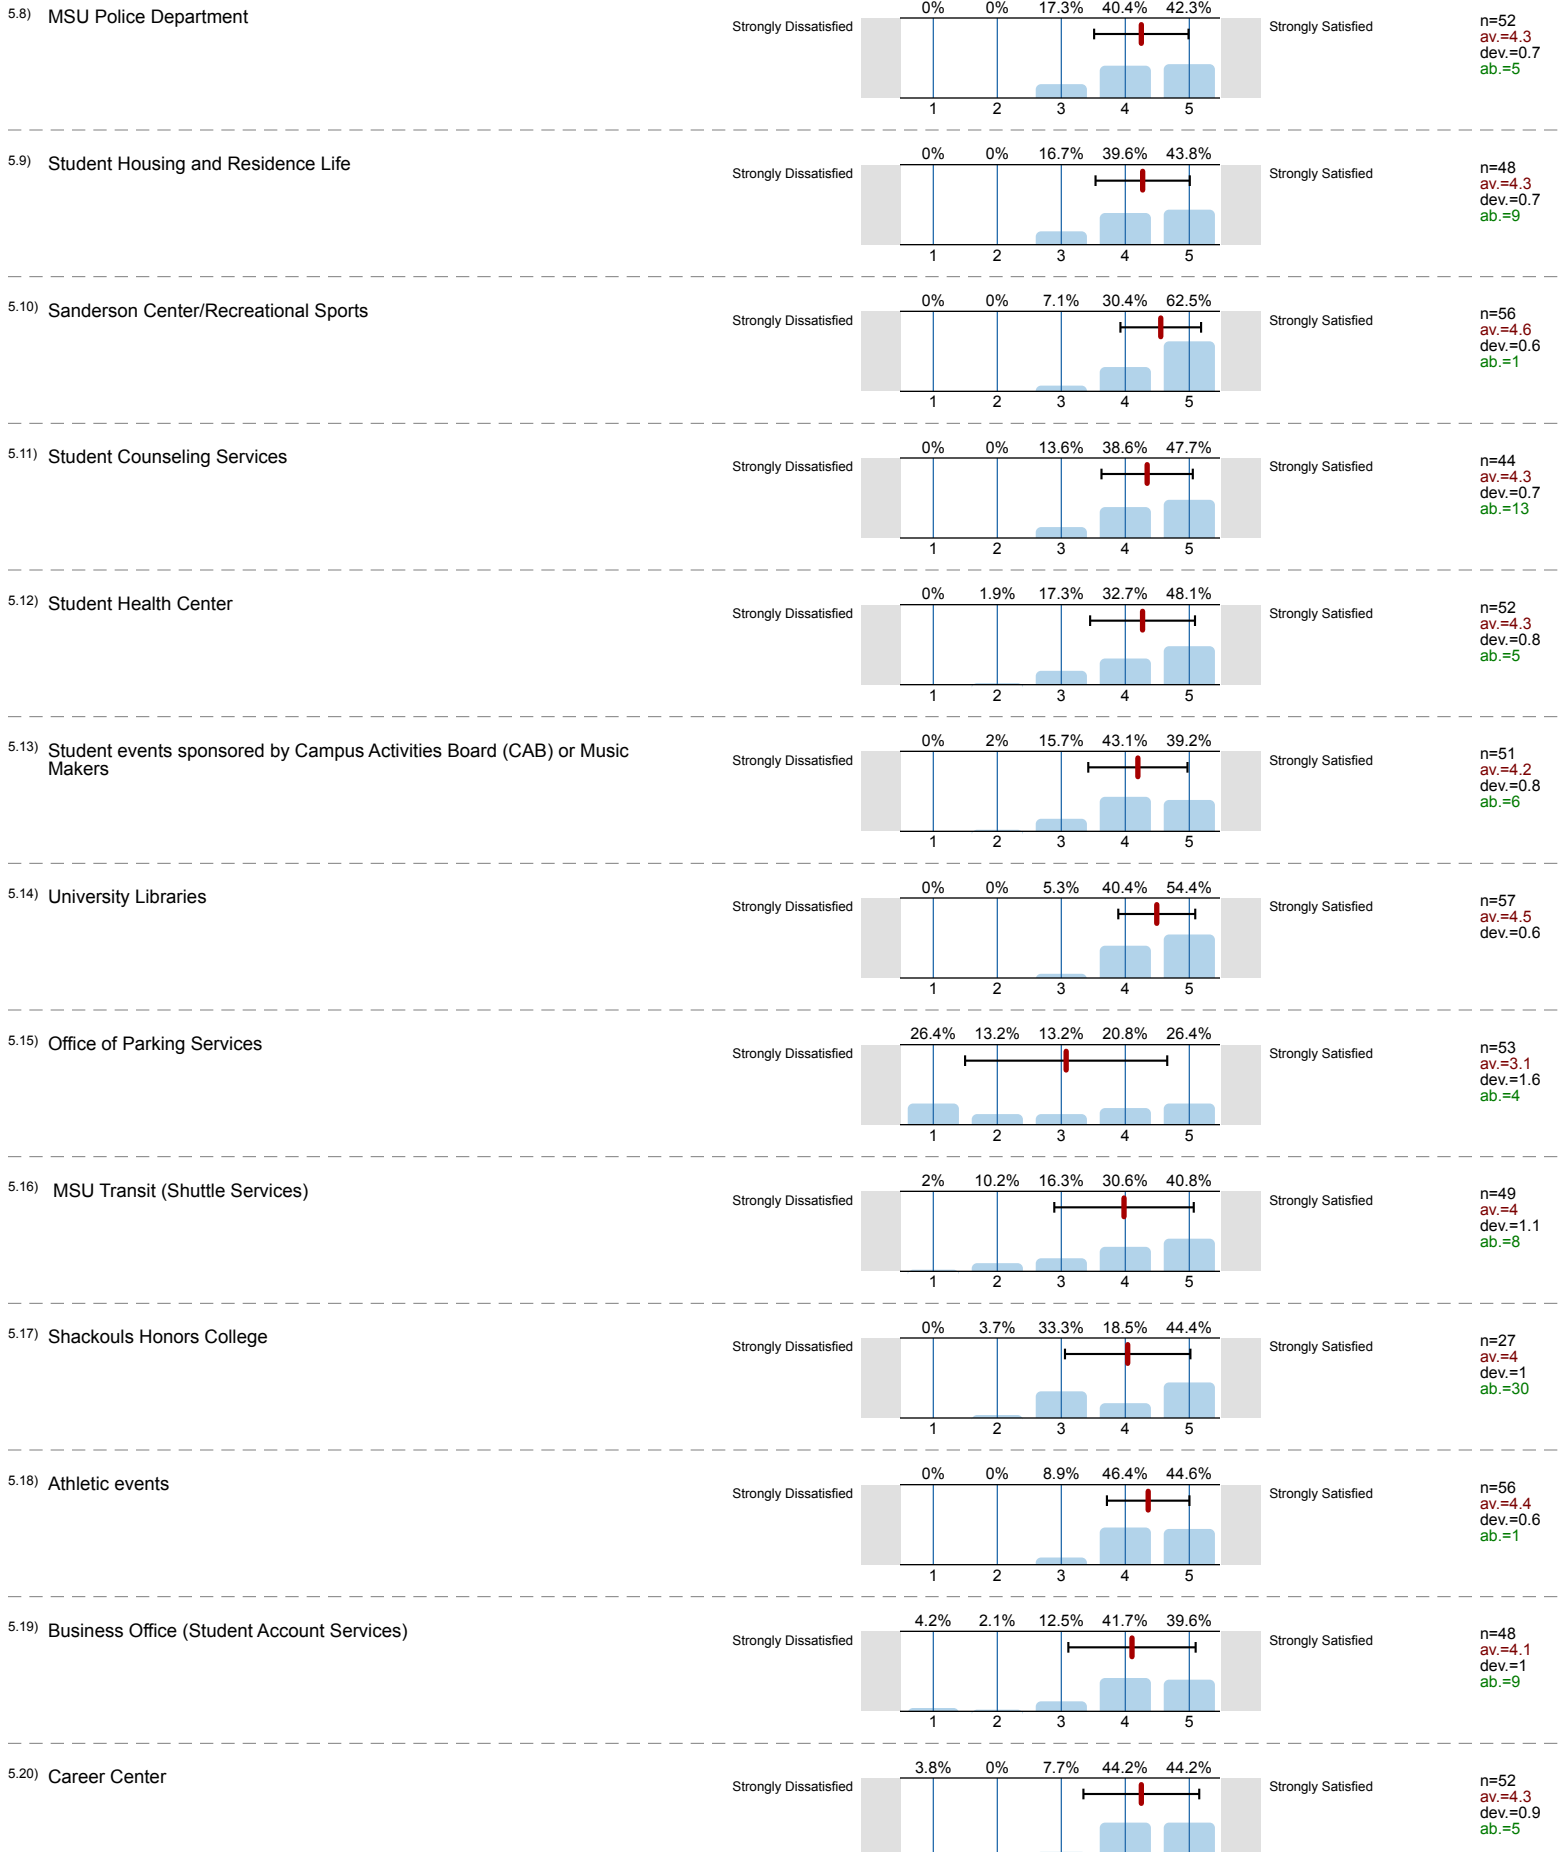 5.8) MSU Police Department
0% 0% 17.3% 40.4% 42.3%
Strongly Dissatisfied Strongly Satisfied
n=52
av.=4.3
dev.=0.7
ab.=5
1 2 3 4 5
5.9) Student Housing and Residence Life
0% 0% 16.7% 39.6% 43.8%
Strongly Dissatisfied Strongly Satisfied
n=48
av.=4.3
dev.=0.7
ab.=9
1 2 3 4 5
5.10) Sanderson Center/Recreational Sports
0% 0% 7.1% 30.4% 62.5%
Strongly Dissatisfied Strongly Satisfied
n=56
av.=4.6
dev.=0.6
ab.=1
1 2 3 4 5
5.11) Student Counseling Services
0% 0% 13.6% 38.6% 47.7%
Strongly Dissatisfied Strongly Satisfied
n=44
av.=4.3
dev.=0.7
ab.=13
1 2 3 4 5
5.12) Student Health Center
0% 1.9% 17.3% 32.7% 48.1%
Strongly Dissatisfied Strongly Satisfied
n=52
av.=4.3
dev.=0.8
ab.=5
1 2 3 4 5
5.13) Student events sponsored by Campus Activities Board (CAB) or Music
Makers
0% 2% 15.7% 43.1% 39.2%
Strongly Dissatisfied Strongly Satisfied
n=51
av.=4.2
dev.=0.8
ab.=6
1 2 3 4 5
5.14) University Libraries
0% 0% 5.3% 40.4% 54.4%
Strongly Dissatisfied Strongly Satisfied
n=57
av.=4.5
dev.=0.6
1 2 3 4 5
5.15) Office of Parking Services
26.4% 13.2% 13.2% 20.8% 26.4%
Strongly Dissatisfied Strongly Satisfied
n=53
av.=3.1
dev.=1.6
ab.=4
1 2 3 4 5
5.16) MSU Transit (Shuttle Services)
2% 10.2% 16.3% 30.6% 40.8%
Strongly Dissatisfied Strongly Satisfied
n=49
av.=4
dev.=1.1
ab.=8
1 2 3 4 5
5.17) Shackouls Honors College
0% 3.7% 33.3% 18.5% 44.4%
Strongly Dissatisfied Strongly Satisfied
n=27
av.=4
dev.=1
ab.=30
1 2 3 4 5
5.18) Athletic events
0% 0% 8.9% 46.4% 44.6%
Strongly Dissatisfied Strongly Satisfied
n=56
av.=4.4
dev.=0.6
ab.=1
1 2 3 4 5
5.19) Business Office (Student Account Services)
4.2% 2.1% 12.5% 41.7% 39.6%
Strongly Dissatisfied Strongly Satisfied
n=48
av.=4.1
dev.=1
ab.=9
1 2 3 4 5
5.20) Career Center
3.8% 0% 7.7% 44.2% 44.2%
Strongly Dissatisfied Strongly Satisfied
n=52
av.=4.3
dev.=0.9
ab.=5